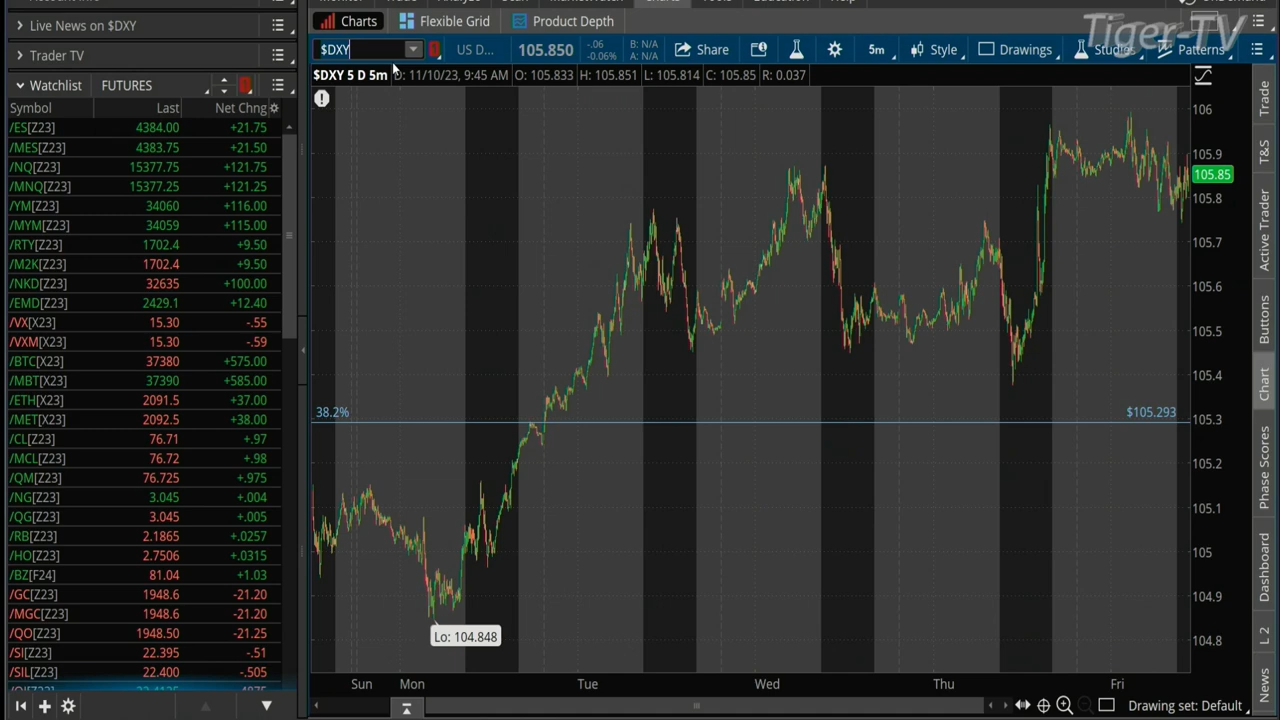 Charts Flexible Grid Product Depth
Tiger-TV
Live News on $DXY
Trader TV
$DXY US D... 105.850 -.06 -0.06% B: N/A A: N/A Share 5m Style Drawings Studies Patterns
$DXY 5 D 5m D: 11/10/23, 9:45 AM O: 105.833 H: 105.851 L: 105.814 C: 105.85 R: 0.037
Watchlist FUTURES
Symbol Last Net Chng
/ES[Z23] 4384.00 +21.75
/MES[Z23] 4383.75 +21.50
/NQ[Z23] 15377.75 +121.75
/MNQ[Z23] 15377.25 +121.25
/YM[Z23] 34060 +116.00
/MYM[Z23] 34059 +115.00
/RTY[Z23] 1702.4 +9.50
/M2K[Z23] 1702.4 +9.50
/NKD[Z23] 32635 +100.00
/EMD[Z23] 2429.1 +12.40
/VX[X23] 15.30 -.55
/VXM[X23] 15.30 -.59
/BTC[X23] 37380 +575.00
/MBT[X23] 37390 +585.00
/ETH[X23] 2091.5 +37.00
/MET[X23] 2092.5 +38.00
/CL[Z23] 76.71 +.97
/MCL[Z23] 76.72 +.98
/QM[Z23] 76.725 +.975
/NG[Z23] 3.045 +.004
/QG[Z23] 3.045 +.005
/RB[Z23] 2.1865 +.0257
/HO[Z23] 2.7506 +.0315
/BZ[F24] 81.04 +1.03
/GC[Z23] 1948.6 -21.20
/MGC[Z23] 1948.6 -21.20
/QO[Z23] 1948.50 -21.25
/SI[Z23] 22.395 -.51
/SIL[Z23] 22.400 -.505
106
105.9
105.85
105.8
105.7
105.6
105.5
105.4
105.3
105.2
105.1
105
104.9
104.8
38.2% $105.293
Lo: 104.848
Sun Mon Tue Wed Thu Fri
Drawing set: Default
Trade
T&S
Active Trader
Buttons
Chart
Phase Scores
Dashboard
L 2
News